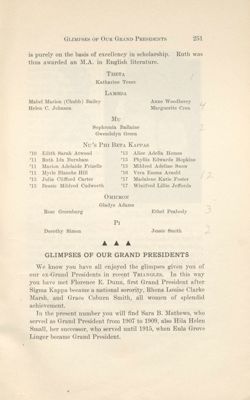 GLIMPSES OF OUR GRAND PRESIDENTS 251
is purely on the basis of excellency in scholarship. Ruth was
thus awarded an M.A. in English literature.
THETA
Katharine Treat
LAMBDA
Mabel Marion (Chubb) Bailey Anne Woodberry
Helen C. Johnson Marguerite Cree
MU
Sophronia Ballaine
Gwendolyn Green
NU'S PHI BETA KAPPAS
'10 Edith Sarah Atwood '15 Alice Adella Homes
'11 Ruth Ida Burnham '15 Phyllis Edwards Hopkins
'11 Marion Adelaide Frizelle '15 Mildred Adeline Sann
'11 Myrle Blanche Hill '16 Vera Emma Arnold
'13 Julia Clifford Carter '17 Madeleine Katie Foster
'15 Bessie Mildred Cudworth '17 Winifred Lillie Jeffords
OMICRON
Gladys Adams
Rose Greenburg Ethel Peabody
PI
Dorothy Simon Jessie Smith
GLIMPSES OF OUR GRAND PRESIDENTS
We know you have all enjoyed the glimpses given you of
our ex-Grand Presidents in recent TRIANGLES. In this way
you have met Florence E. Dunn, first Grand President after
Sigma Kappa became a national sorority, Rhena Louise Clarke
Marsh, and Grace Coburn Smith, all women of splendid
achievement.
In the present number you will find Sara B. Mathews, who
served as Grand President from 1907 to 1909, also Hila Helen
Small, her successor, who served until 1915, when Eula Grove
Linger became Grand President.